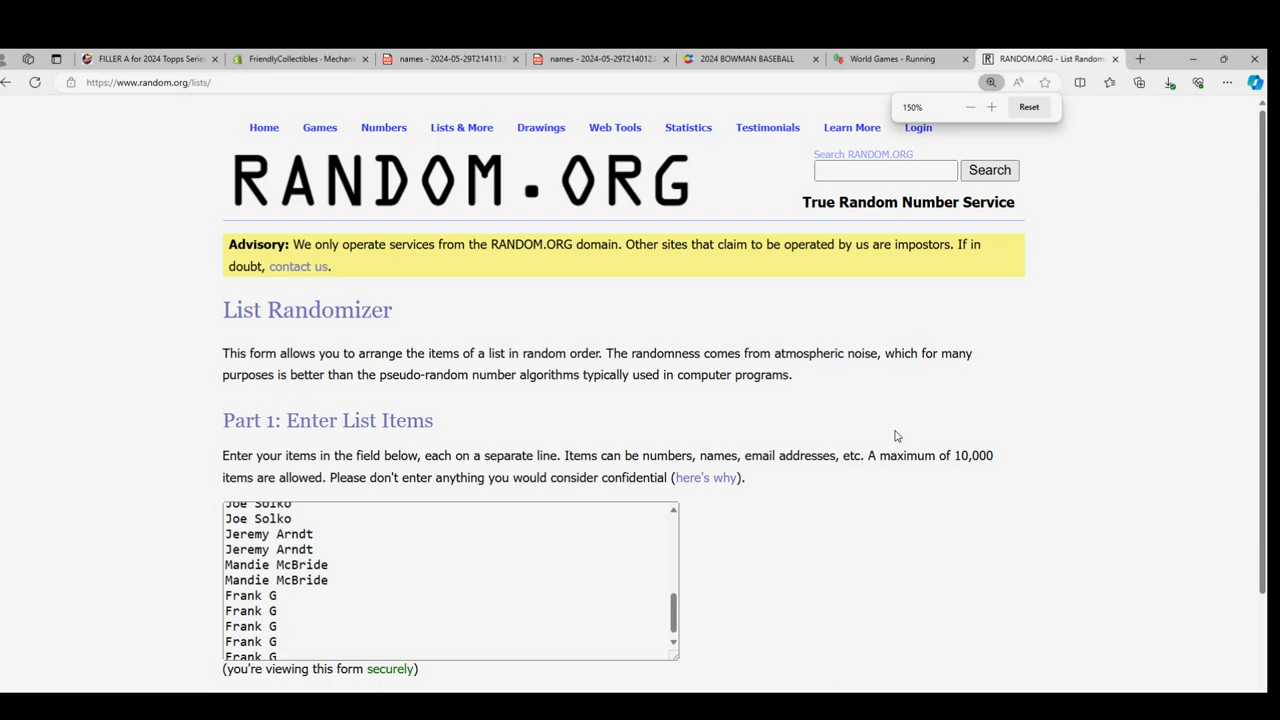 FILLER A for 2024 Topps Series
FriendlyCollectibles · Mechanic
names - 2024-05-29T214113.
names - 2024-05-29T214012.
2024 BOWMAN BASEBALL
World Games - Running
RANDOM.ORG - List Random
https://www.random.org/lists/
150%
Reset
Home Games Numbers Lists & More Drawings Web Tools Statistics Testimonials Learn More Login
RANDOM.ORG
Search RANDOM.ORG
Search
True Random Number Service
Advisory: We only operate services from the RANDOM.ORG domain. Other sites that claim to be operated by us are impostors. If in
doubt, contact us.
List Randomizer
This form allows you to arrange the items of a list in random order. The randomness comes from atmospheric noise, which for many
purposes is better than the pseudo-random number algorithms typically used in computer programs.
Part 1: Enter List Items
Enter your items in the field below, each on a separate line. Items can be numbers, names, email addresses, etc. A maximum of 10,000
items are allowed. Please don't enter anything you would consider confidential (here's why).
Joe Solko
Joe Solko
Jeremy Arndt
Jeremy Arndt
Mandie McBride
Mandie McBride
Frank G
Frank G
Frank G
Frank G
Frank G
(you're viewing this form securely)